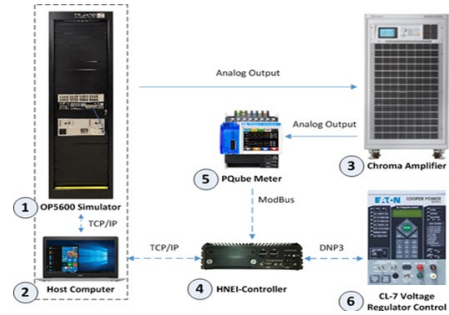 Analog Output
Analog Output
1
OP5600 Simulator
5
PQube Meter
3
Chroma Amplifier
TCP/IP
ModBus
TCP/IP
DNP3
E·T·N
COOPER POWER
2
Host Computer
4
HNEI-Controller
6
CL-7 Voltage
Regulator Control